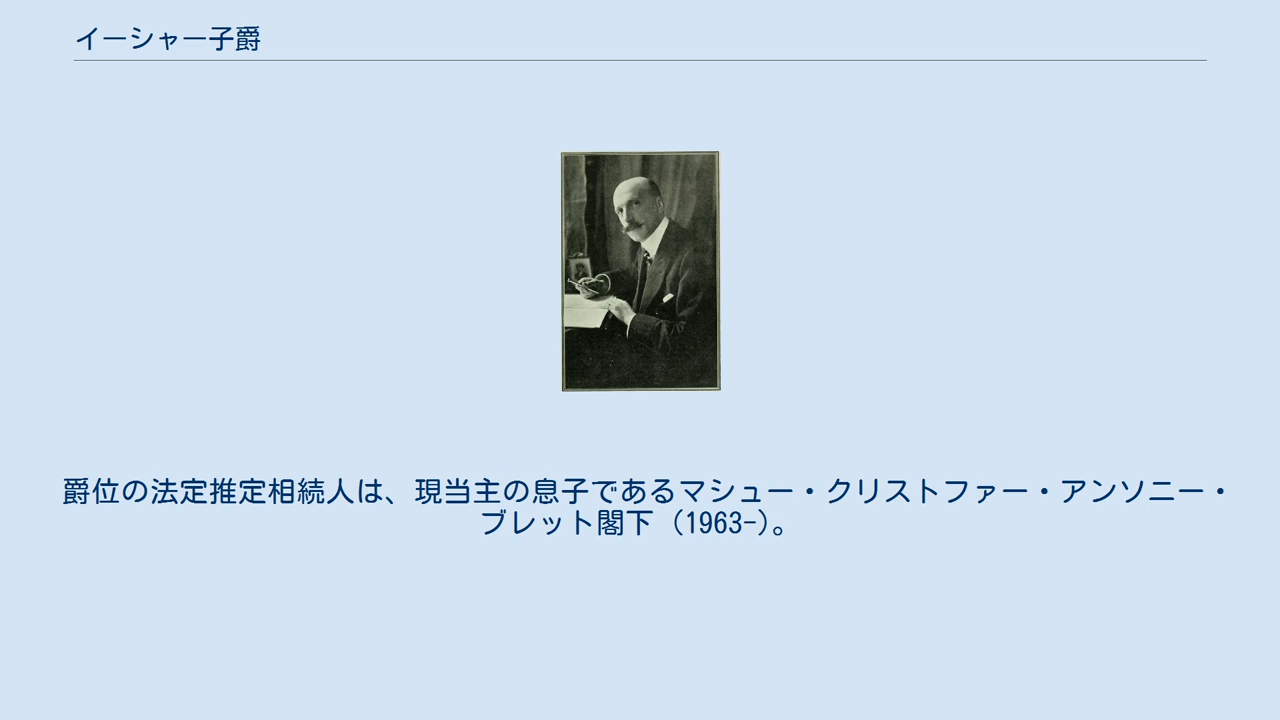 イーシャー子爵
爵位の法定推定相続人は、現当主の息子であるマシュー・クリストファー・アンソニー・
ブレット閣下（1963-）。